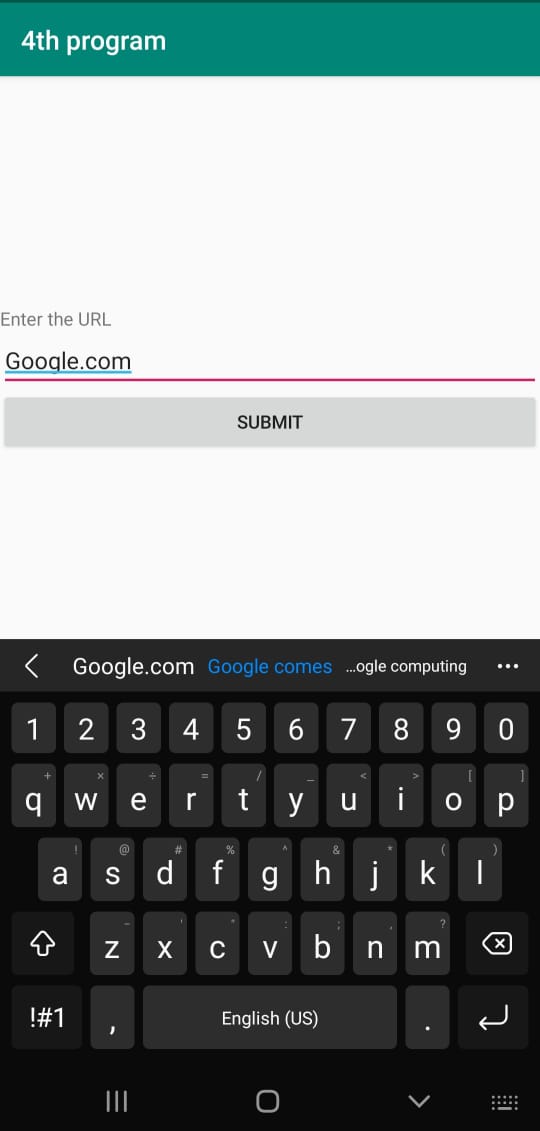 4th program
Enter the URL
Google.com
SUBMIT
Google.com Google comes ...ogle computing
1 2 3 4 5 6 7 8 9 0
+ × ÷ = / _ < > [ ]
q w e r t y u i o p
! @ # % ^ & * ( )
a s d f g h j k l
- ' " : ; , ?
z x c v b n m
!#1 , English (US) .